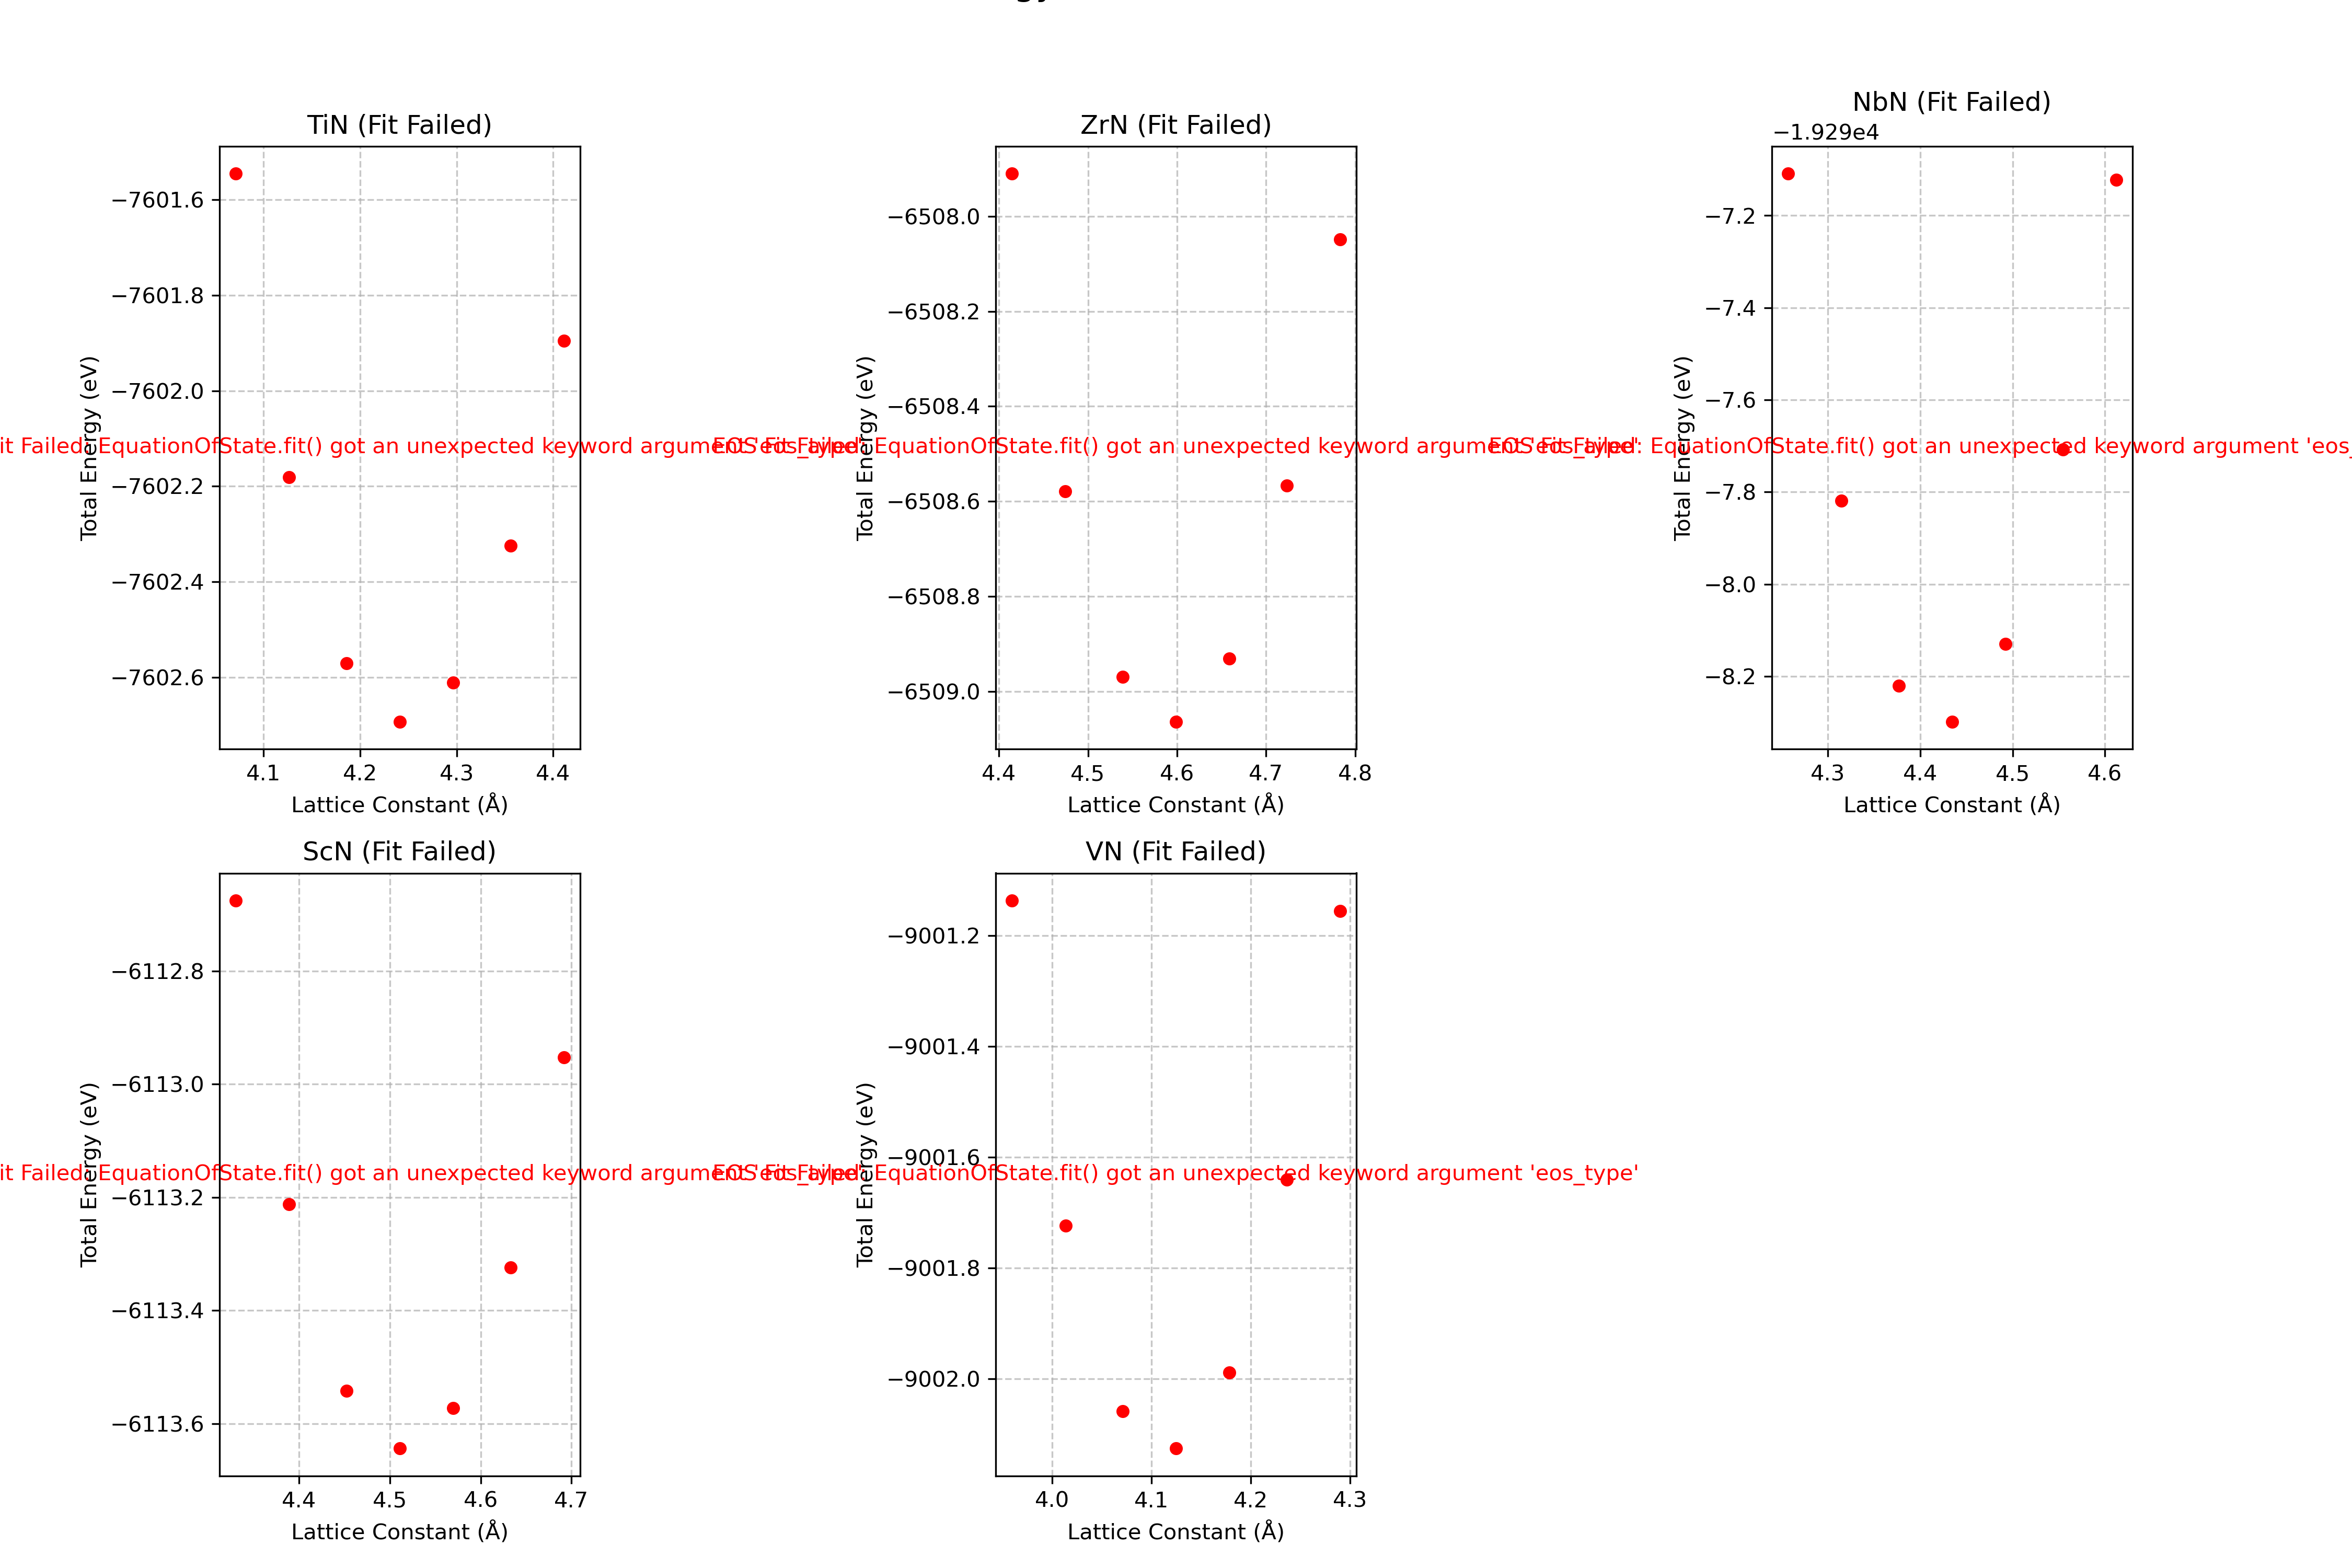 TiN (Fit Failed)
−7601.6
−7601.8
−7602.0
−7602.2
−7602.4
−7602.6
Total Energy (eV)
it Failed: EquationOfState.fit() got an unexpected keyword argument 'eos_type'
4.1 4.2 4.3 4.4
Lattice Constant (Å)
ZrN (Fit Failed)
−6508.0
−6508.2
−6508.4
−6508.6
−6508.8
−6509.0
Total Energy (eV)
EOS Fit Failed: EquationOfState.fit() got an unexpected keyword argument 'eos_type'
4.4 4.5 4.6 4.7 4.8
Lattice Constant (Å)
NbN (Fit Failed)
−1.929e4
−7.2
−7.4
−7.6
−7.8
−8.0
−8.2
Total Energy (eV)
EOS Fit Failed: EquationOfState.fit() got an unexpected keyword argument 'eos_
4.3 4.4 4.5 4.6
Lattice Constant (Å)
ScN (Fit Failed)
−6112.8
−6113.0
−6113.2
−6113.4
−6113.6
Total Energy (eV)
it Failed: EquationOfState.fit() got an unexpected keyword argument 'eos_type'
4.4 4.5 4.6 4.7
Lattice Constant (Å)
VN (Fit Failed)
−9001.2
−9001.4
−9001.6
−9001.8
−9002.0
Total Energy (eV)
EOS Fit Failed: EquationOfState.fit() got an unexpected keyword argument 'eos_type'
4.0 4.1 4.2 4.3
Lattice Constant (Å)